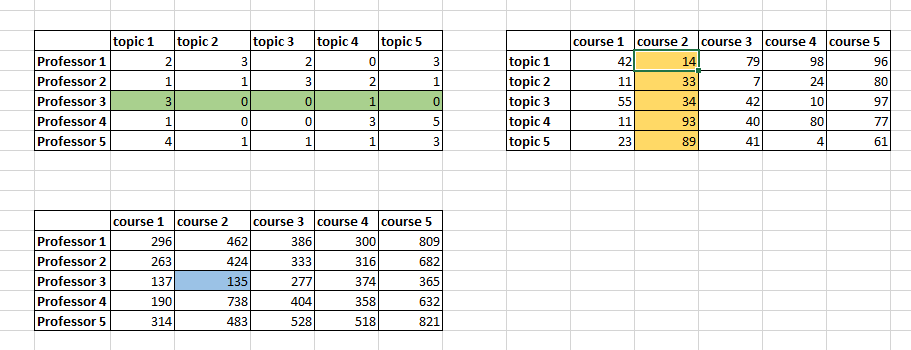 topic 1 topic 2 topic 3 topic 4 topic 5
Professor 1 2 3 2 0 3
Professor 2 1 1 3 2 1
Professor 3 3 0 0 1 0
Professor 4 1 0 0 3 5
Professor 5 4 1 1 1 3
course 1 course 2 course 3 course 4 course 5
topic 1 42 14 79 98 96
topic 2 11 33 7 24 80
topic 3 55 34 42 10 97
topic 4 11 93 40 80 77
topic 5 23 89 41 4 61
course 1 course 2 course 3 course 4 course 5
Professor 1 296 462 386 300 809
Professor 2 263 424 333 316 682
Professor 3 137 135 277 374 365
Professor 4 190 738 404 358 632
Professor 5 314 483 528 518 821